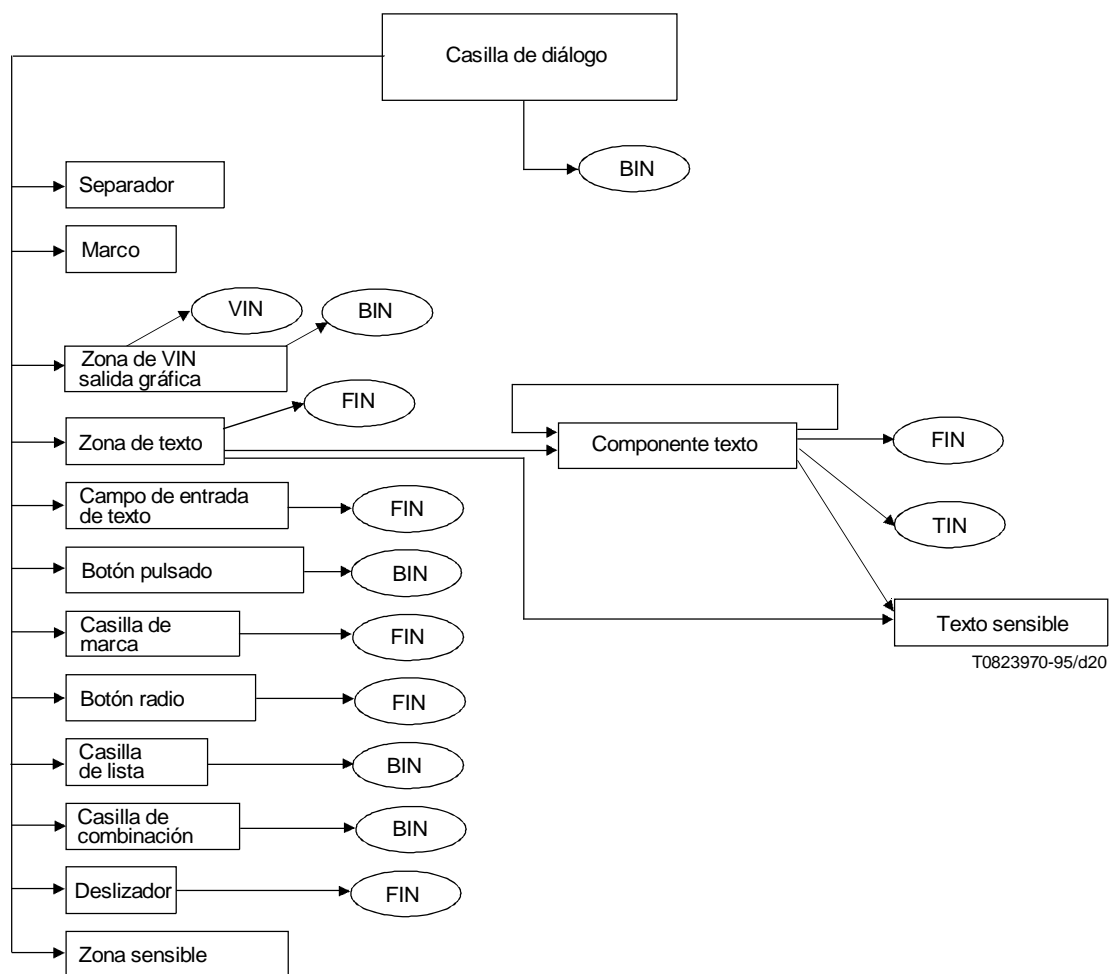 Casilla de diálogo
BIN
Separador
Marco
VIN
BIN
Zona de VIN
salida gráfica
FIN
Zona de texto
Componente texto
FIN
Campo de entrada
de texto
FIN
TIN
Botón pulsado
BIN
Casilla de
marca
FIN
Texto sensible
T0823970-95/d20
Botón radio
FIN
Casilla
de lista
BIN
Casilla de
combinación
BIN
Deslizador
FIN
Zona sensible